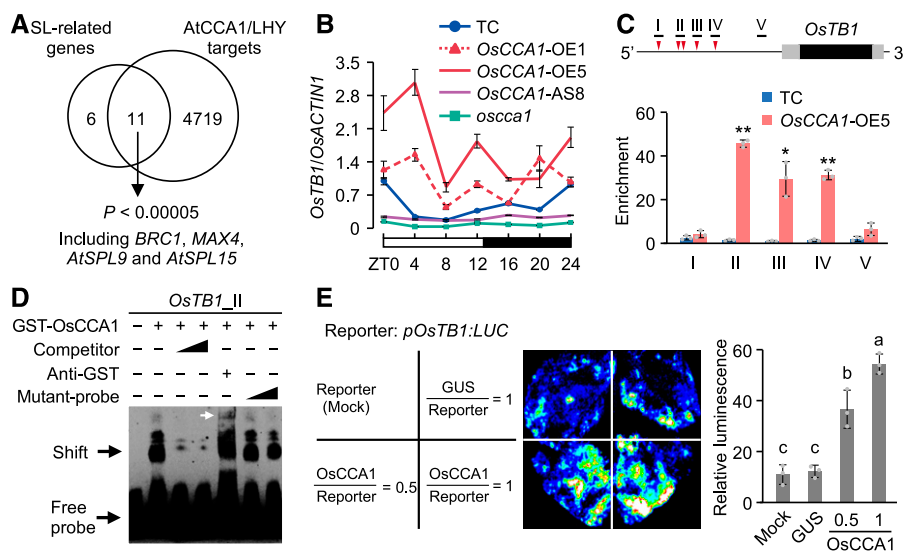 A
SL-related genes
AtCCA1/LHY targets
6
11
4719
P < 0.00005
Including BRC1, MAX4,
AtSPL9 and AtSPL15
B
OsTB1/OsACTIN1
3.5
2.8
2.1
1.4
0.7
0
TC
OsCCA1-OE1
OsCCA1-OE5
OsCCA1-AS8
oscca1
ZT0 4 8 12 16 20 24
C
I II III IV V
OsTB1
5′ 3′
TC
OsCCA1-OE5
Enrichment
60
40
20
0
** * **
I II III IV V
D
OsTB1_II
GST-OsCCA1 – + + + + + +
Competitor – – – – –
Anti-GST – – – – + – –
Mutant-probe – – – – –
Shift
Free probe
E
Reporter: pOsTB1:LUC
Reporter (Mock)
GUS / Reporter = 1
OsCCA1 / Reporter = 0.5
OsCCA1 / Reporter = 1
Relative luminescence
60
40
20
0
c c b a
Mock GUS 0.5 1
OsCCA1